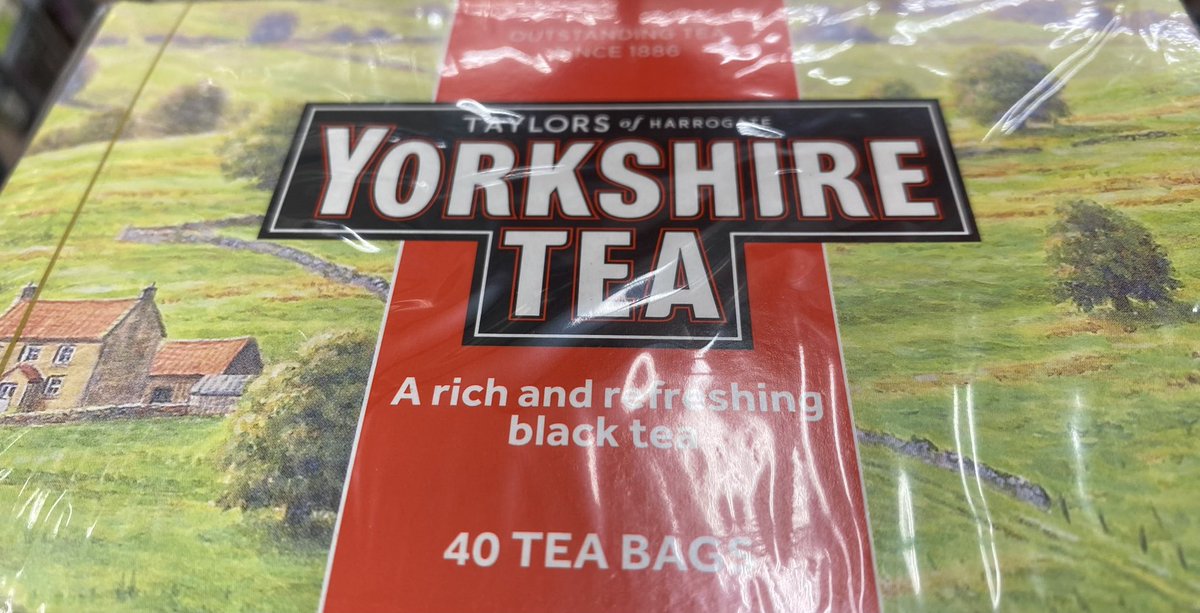 OUTSTANDING TEA
SINCE 1886
TAYLORS of HARROGATE
YORKSHIRE
TEA
A rich and refreshing
black tea
40 TEA BAGS